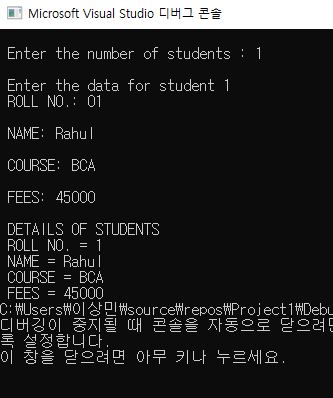 Microsoft Visual Studio 디버그 콘솔
Enter the number of students : 1
Enter the data for student 1
ROLL NO.: 01
NAME: Rahul
COURSE: BCA
FEES: 45000
DETAILS OF STUDENTS
ROLL NO. = 1
NAME = Rahul
COURSE = BCA
FEES = 45000
C:₩Users₩이상민₩source₩repos₩Project1₩Debu
디버깅이 중지될 때 콘솔을 자동으로 닫으려면
록 설정합니다.
이 창을 닫으려면 아무 키나 누르세요.